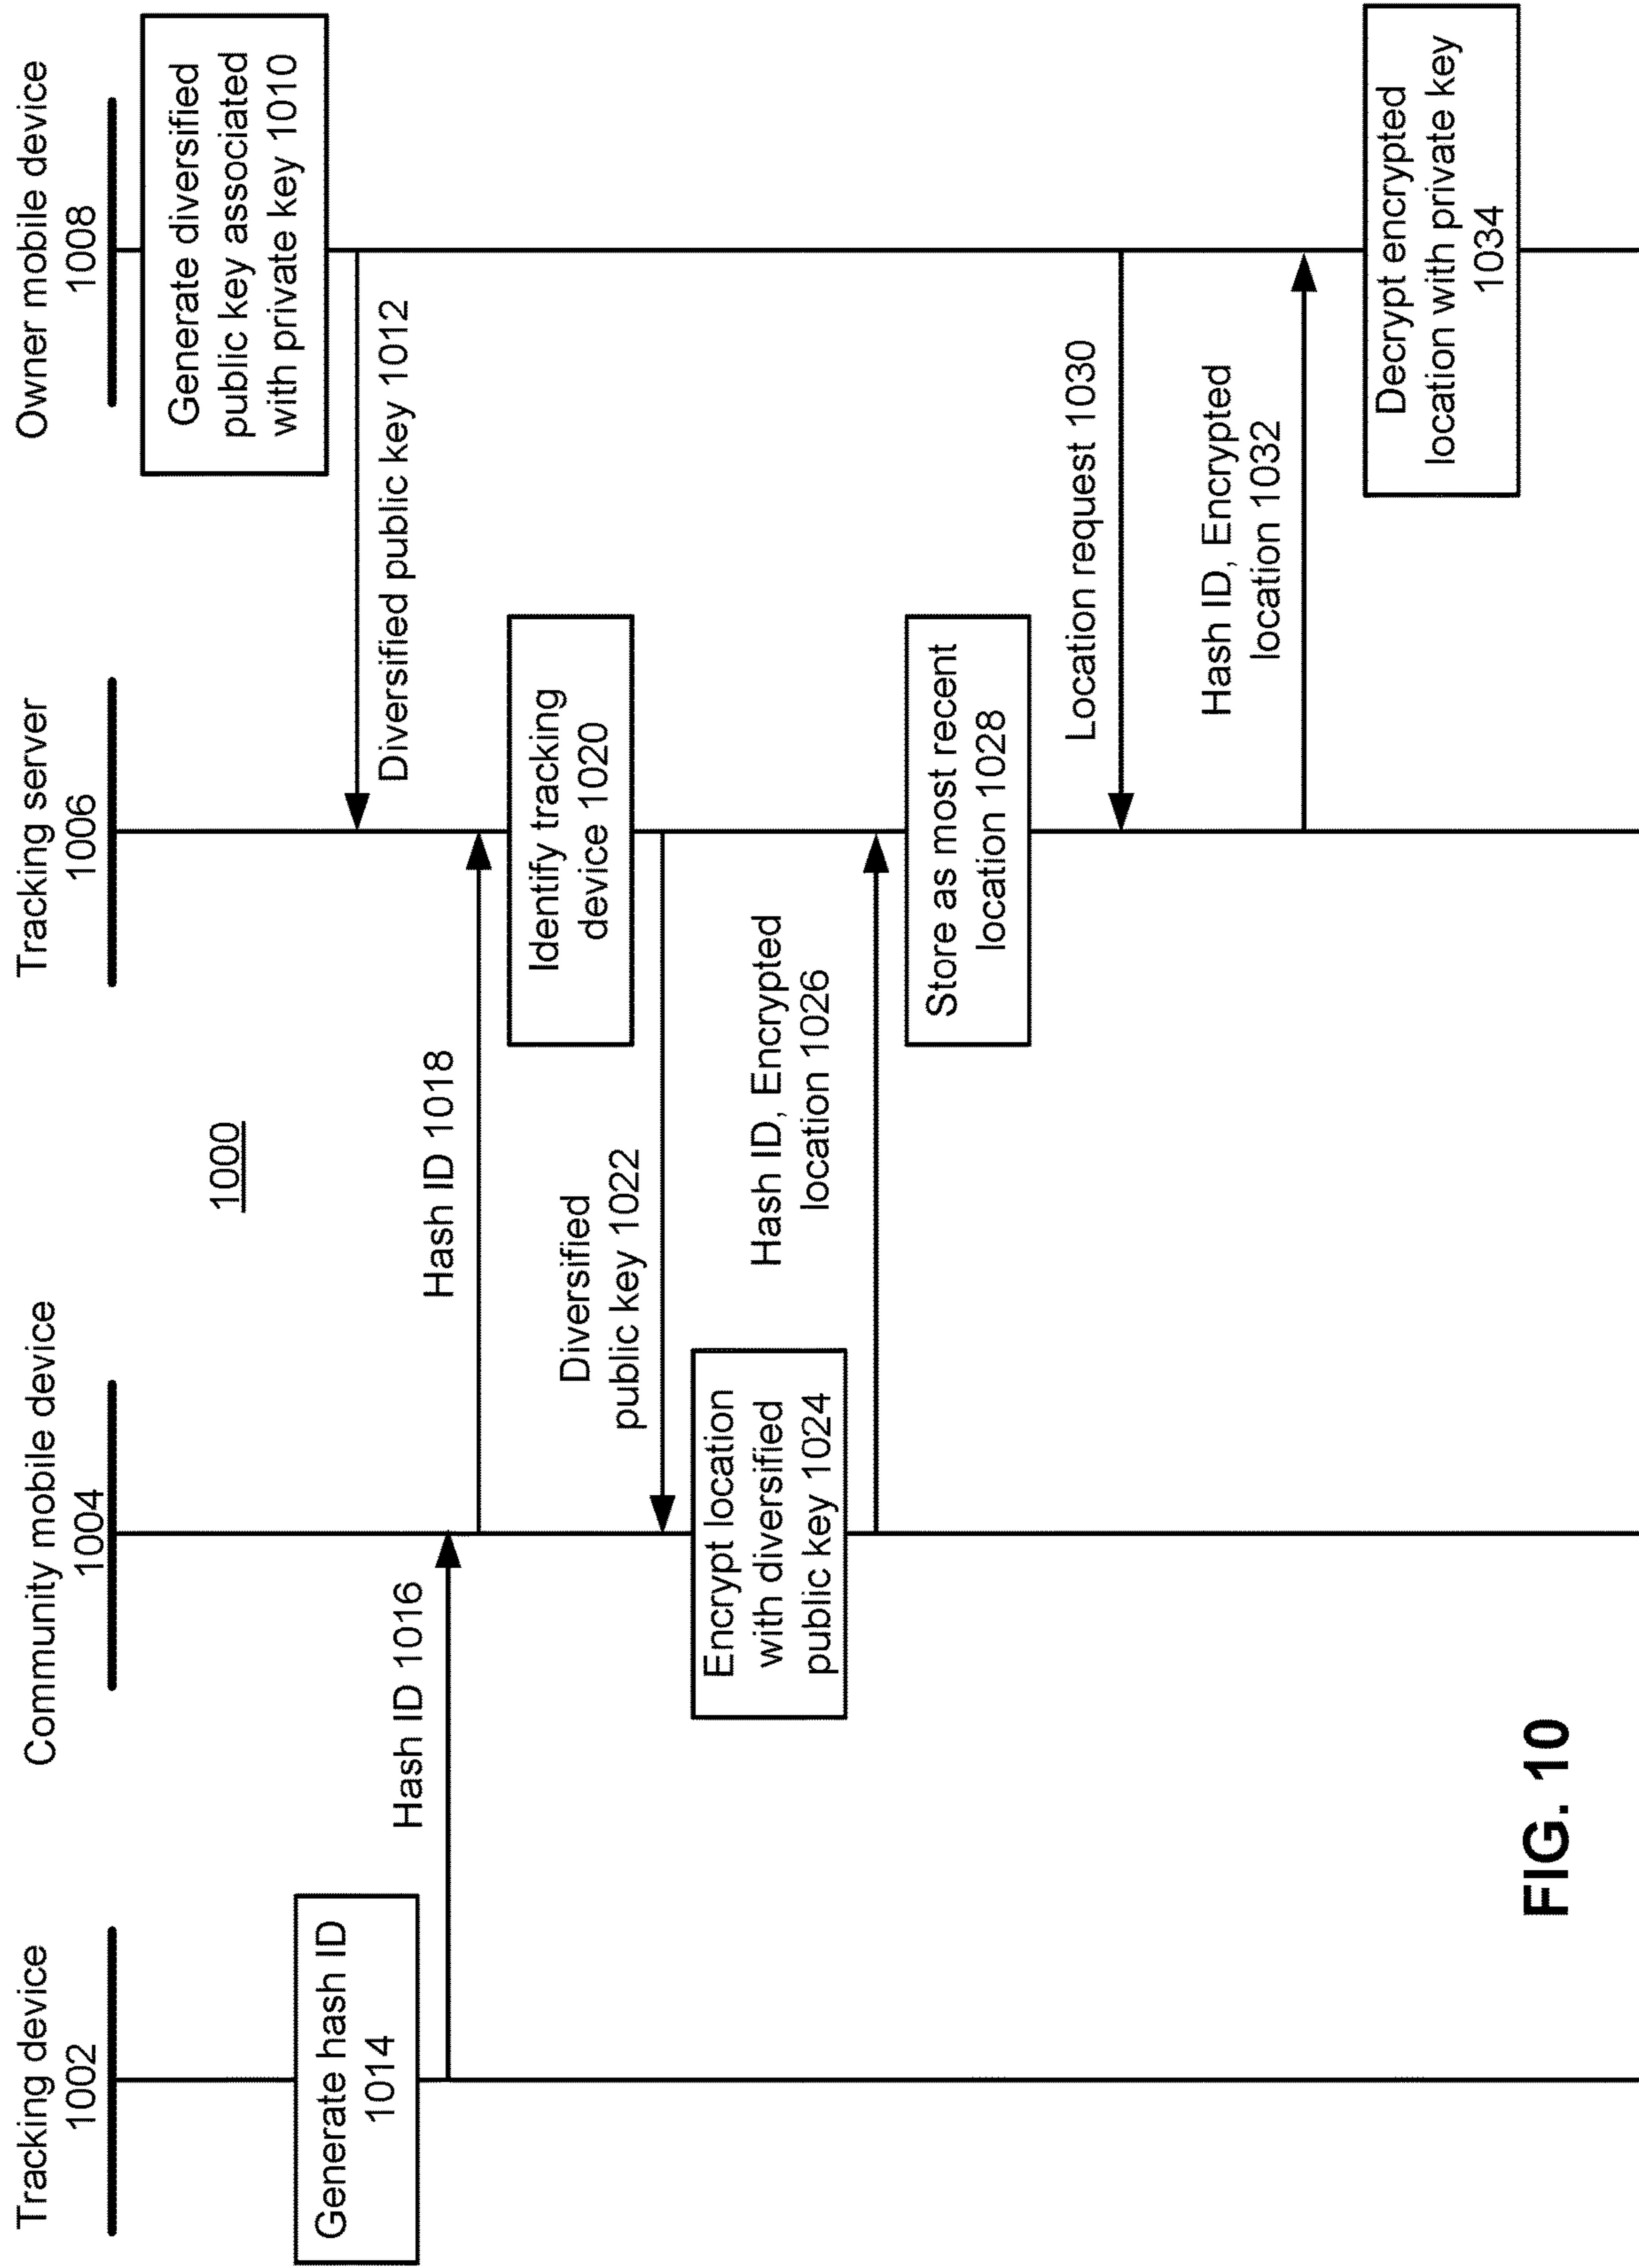 Tracking device
1002
Community mobile device
1004
Tracking server
1006
Owner mobile device
1008
Generate diversified
public key associated
with private key 1010
1000
Diversified public key 1012
Generate hash ID
1014
Hash ID 1016
Hash ID 1018
Identify tracking
device 1020
Diversified
public key 1022
Encrypt location
with diversified
public key 1024
Hash ID, Encrypted
location 1026
Store as most recent
location 1028
Location request 1030
Hash ID, Encrypted
location 1032
Decrypt encrypted
location with private key
1034
FIG. 10